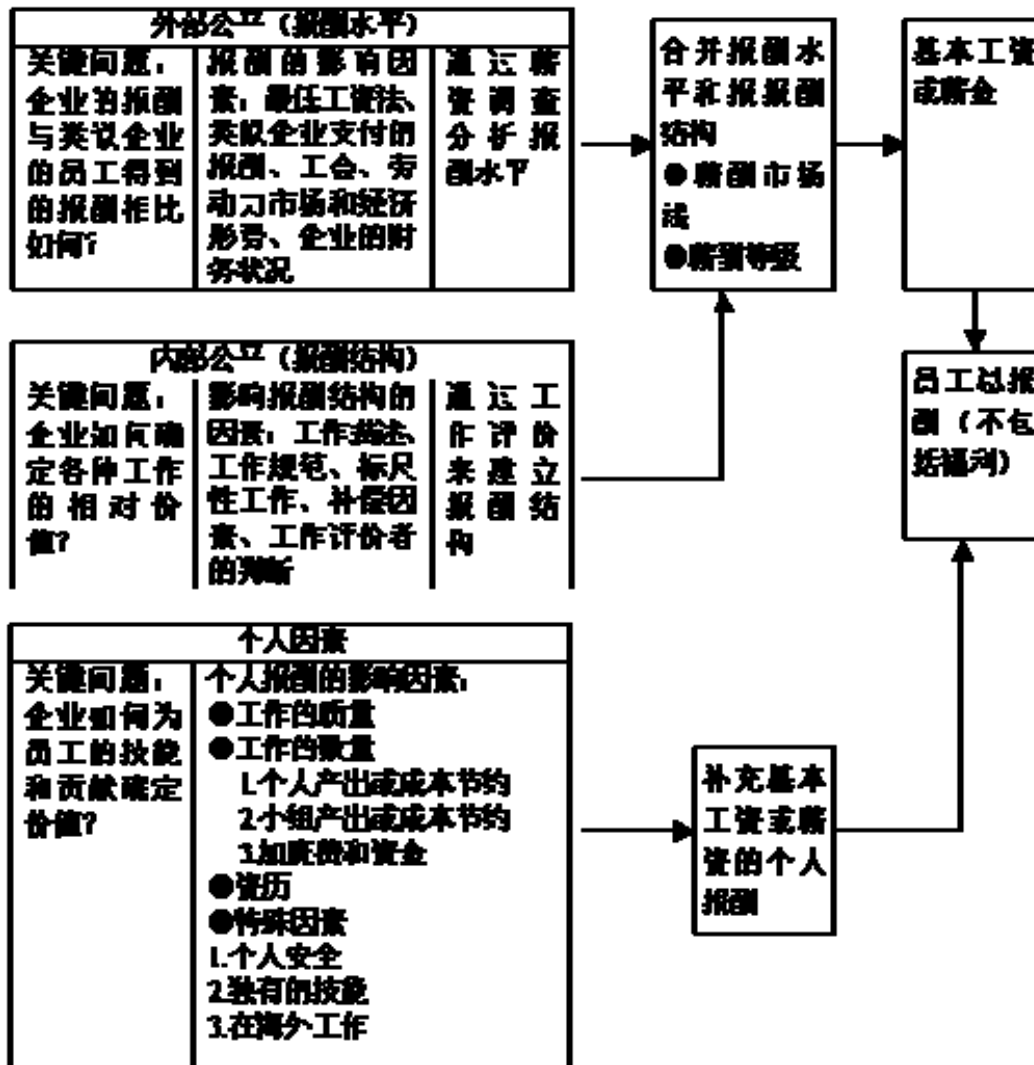 外部公平（报酬水平）
关键问题：
企业的报酬
与类似企业
的员工得到
的报酬相比
如何？
报酬的影响因
素：最低工资法、
类似企业支付的
报酬、工会、劳
动力市场和经济
形势、企业的财
务状况
通过薪
资调查
分析报
酬水平
合并报酬水
平和报报酬
结构
●薪酬市场
线
●薪酬等级
基本工资
或薪金
内部公平（报酬结构）
关键问题：
企业如何确
定各种工作
的相对价
值？
影响报酬结构的
因素：工作描述、
工作规范、标尺
性工作、补偿因
素、工作评价者
的判断
通过工
作评价
来建立
报酬结
构
员工总报
酬（不包
括福利）
个人因素
关键问题：
企业如何为
员工的技能
和贡献确定
价值？
个人报酬的影响因素：
●工作的质量
●工作的数量
1.个人产出或成本节约
2.小组产出或成本节约
3.加班费和资金
●资历
●特殊因素
1.个人安全
2.独有的技能
3.在海外工作
补充基本
工资或薪
资的个人
报酬